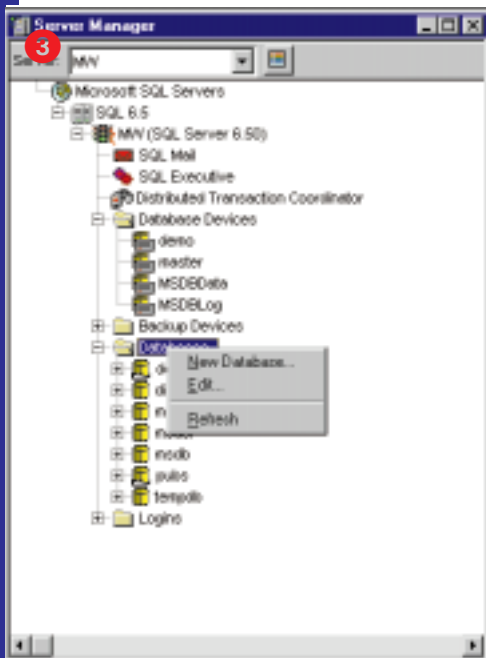 Server Manager
3
MW
Microsoft SQL Servers
SQL 6.5
MW (SQL Server 6.50)
SQL Mail
SQL Executive
Distributed Transaction Coordinator
Database Devices
demo
master
MSDBData
MSDBLog
Backup Devices
Databases
New Database...
Edit...
Refresh
msdb
pubs
tempdb
Logins